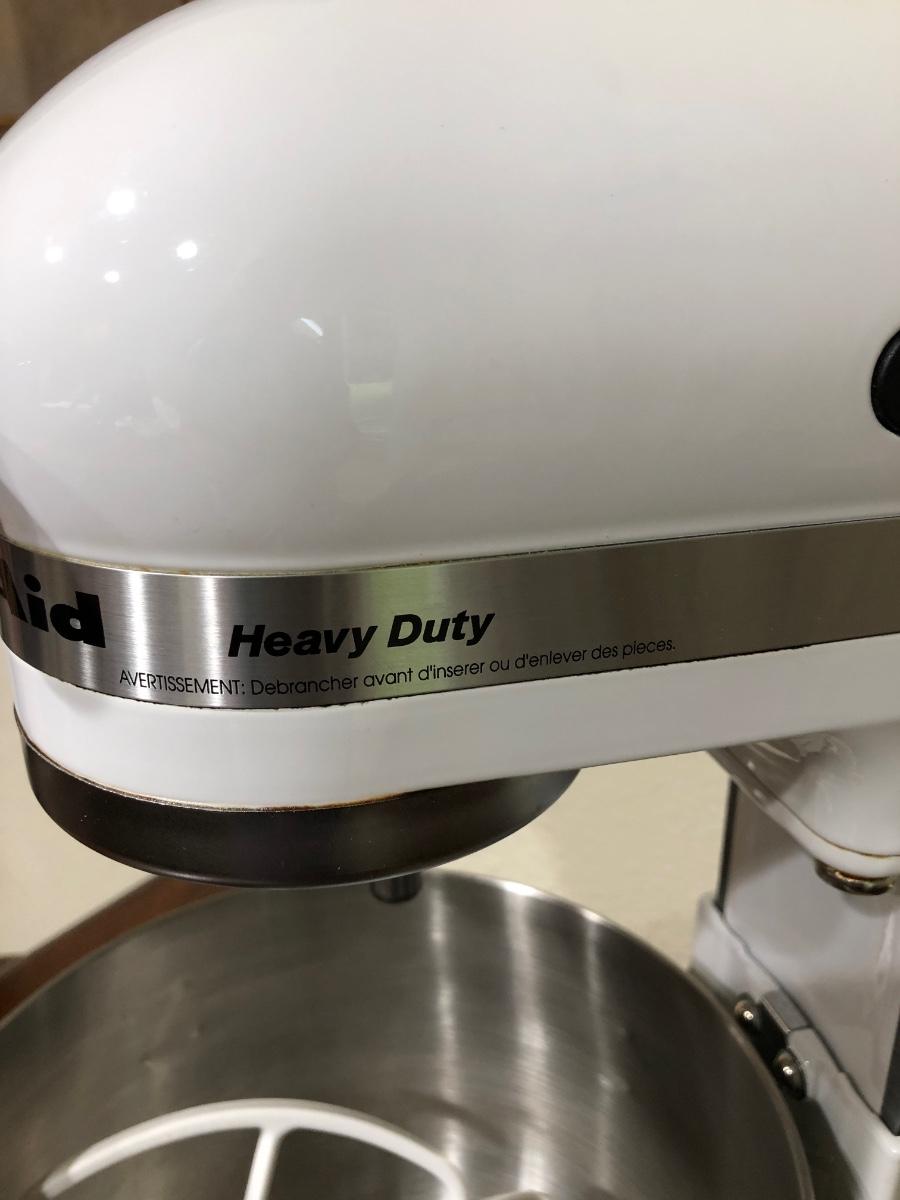 Aid
Heavy Duty
AVERTISSEMENT: Debrancher avant d'inserer ou d'enlever des pieces.